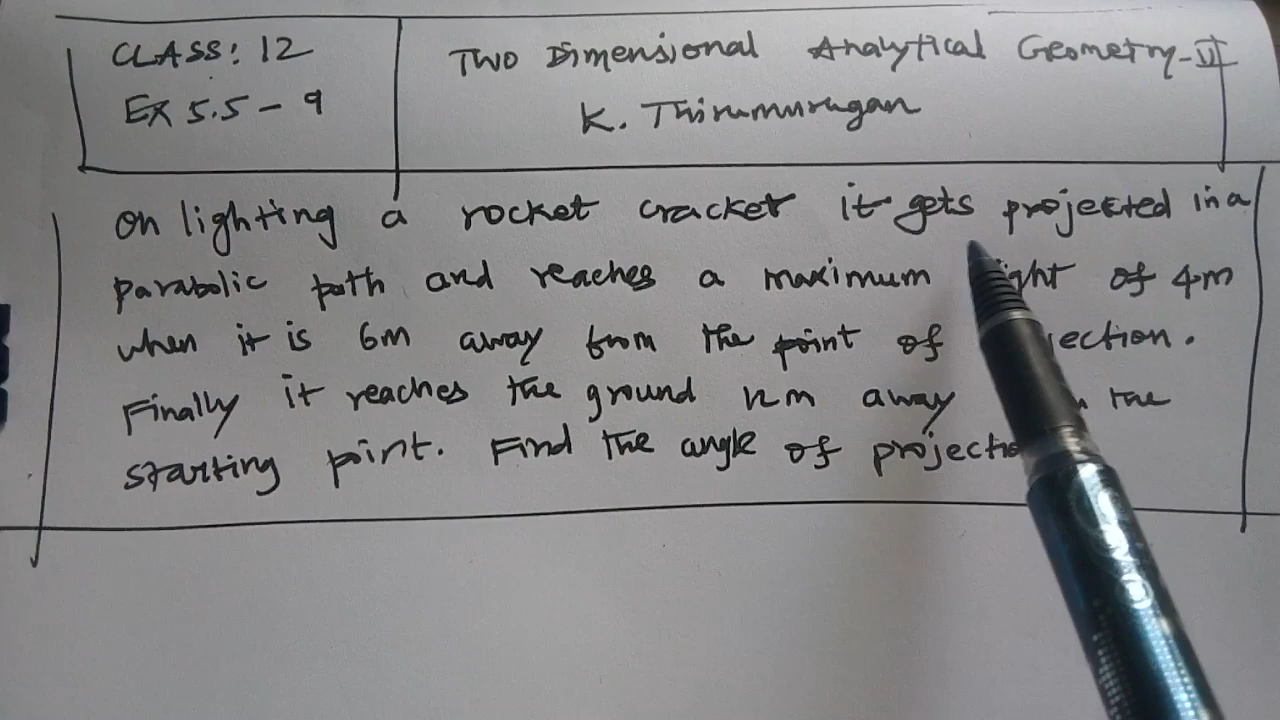 CLASS: 12
EX 5.5 - 9
Two Dimensional Analytical Geometry-II
K. Thirumurugan
on lighting a rocket cracket it gets projected in a
parabolic path and reaches a maximum ight of 4m
when it is 6m away from the point of ection.
Finally it reaches the ground 12m away the
starting point. Find the angle of projectio